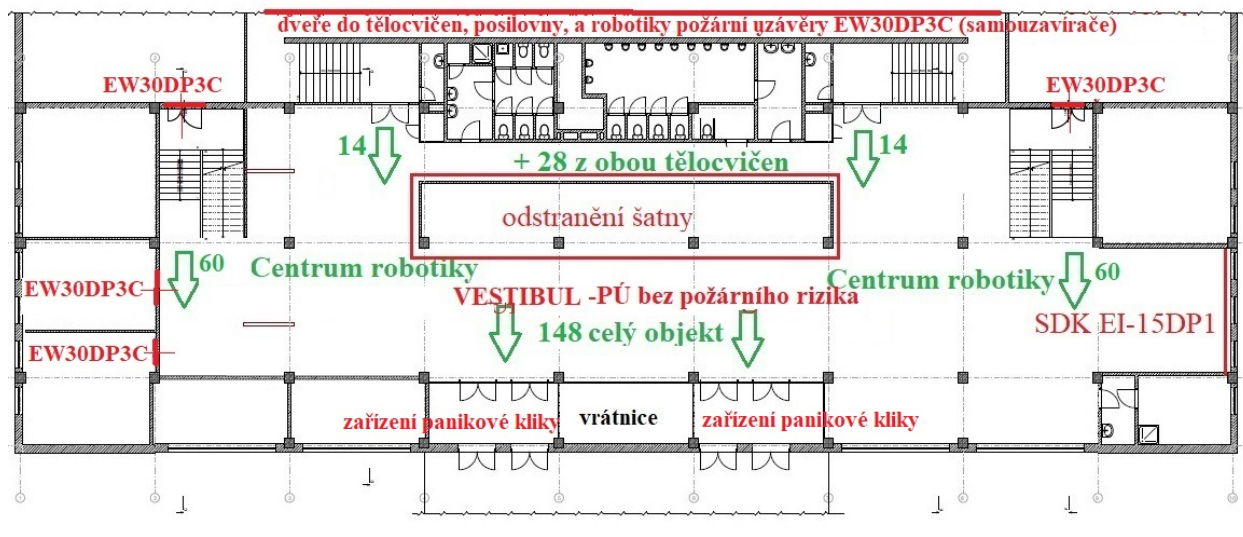 dveře do tělocvičen, posilovny, a robotiky požární uzávěry EW30DP3C (samouzavírače)
EW30DP3C
EW30DP3C
14
14
+ 28 z obou tělocvičen
odstranění šatny
60
Centrum robotiky
Centrum robotiky
60
EW30DP3C
VESTIBUL -PÚ bez požárního rizika
148 celý objekt
SDK EI-15DP1
EW30DP3C
zařízení panikové kliky
vrátnice
zařízení panikové kliky